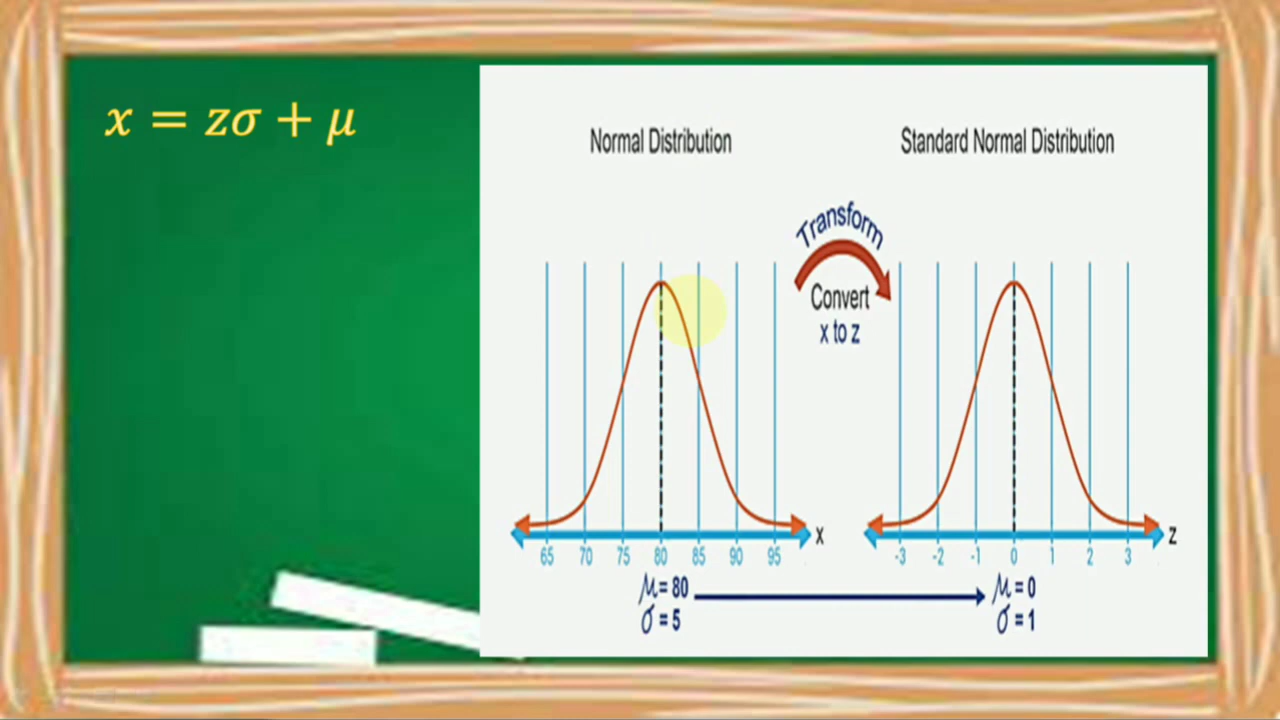 x = zσ + μ
Normal Distribution
Standard Normal Distribution
Transform
Convert
x to z
65 70 75 80 85 90 95 x
-3 -2 -1 0 1 2 3 z
μ = 80
σ = 5
μ = 0
σ = 1